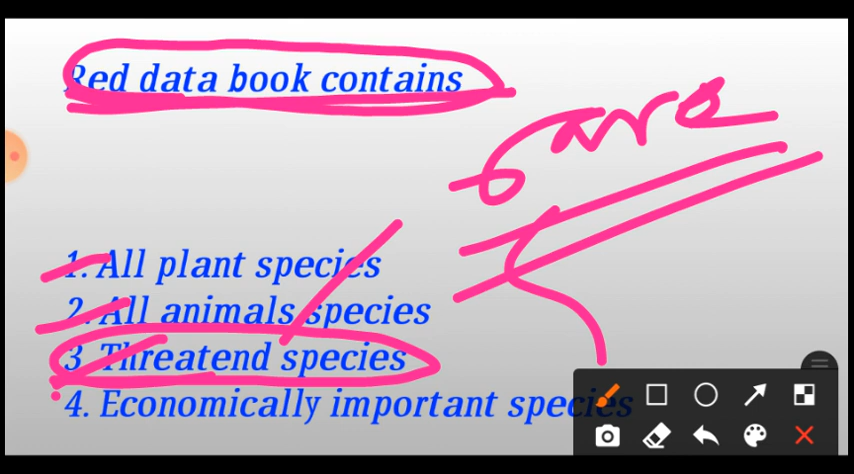 Red data book contains
1. All plant species
2. All animals species
3 Threatend species
4. Economically important species